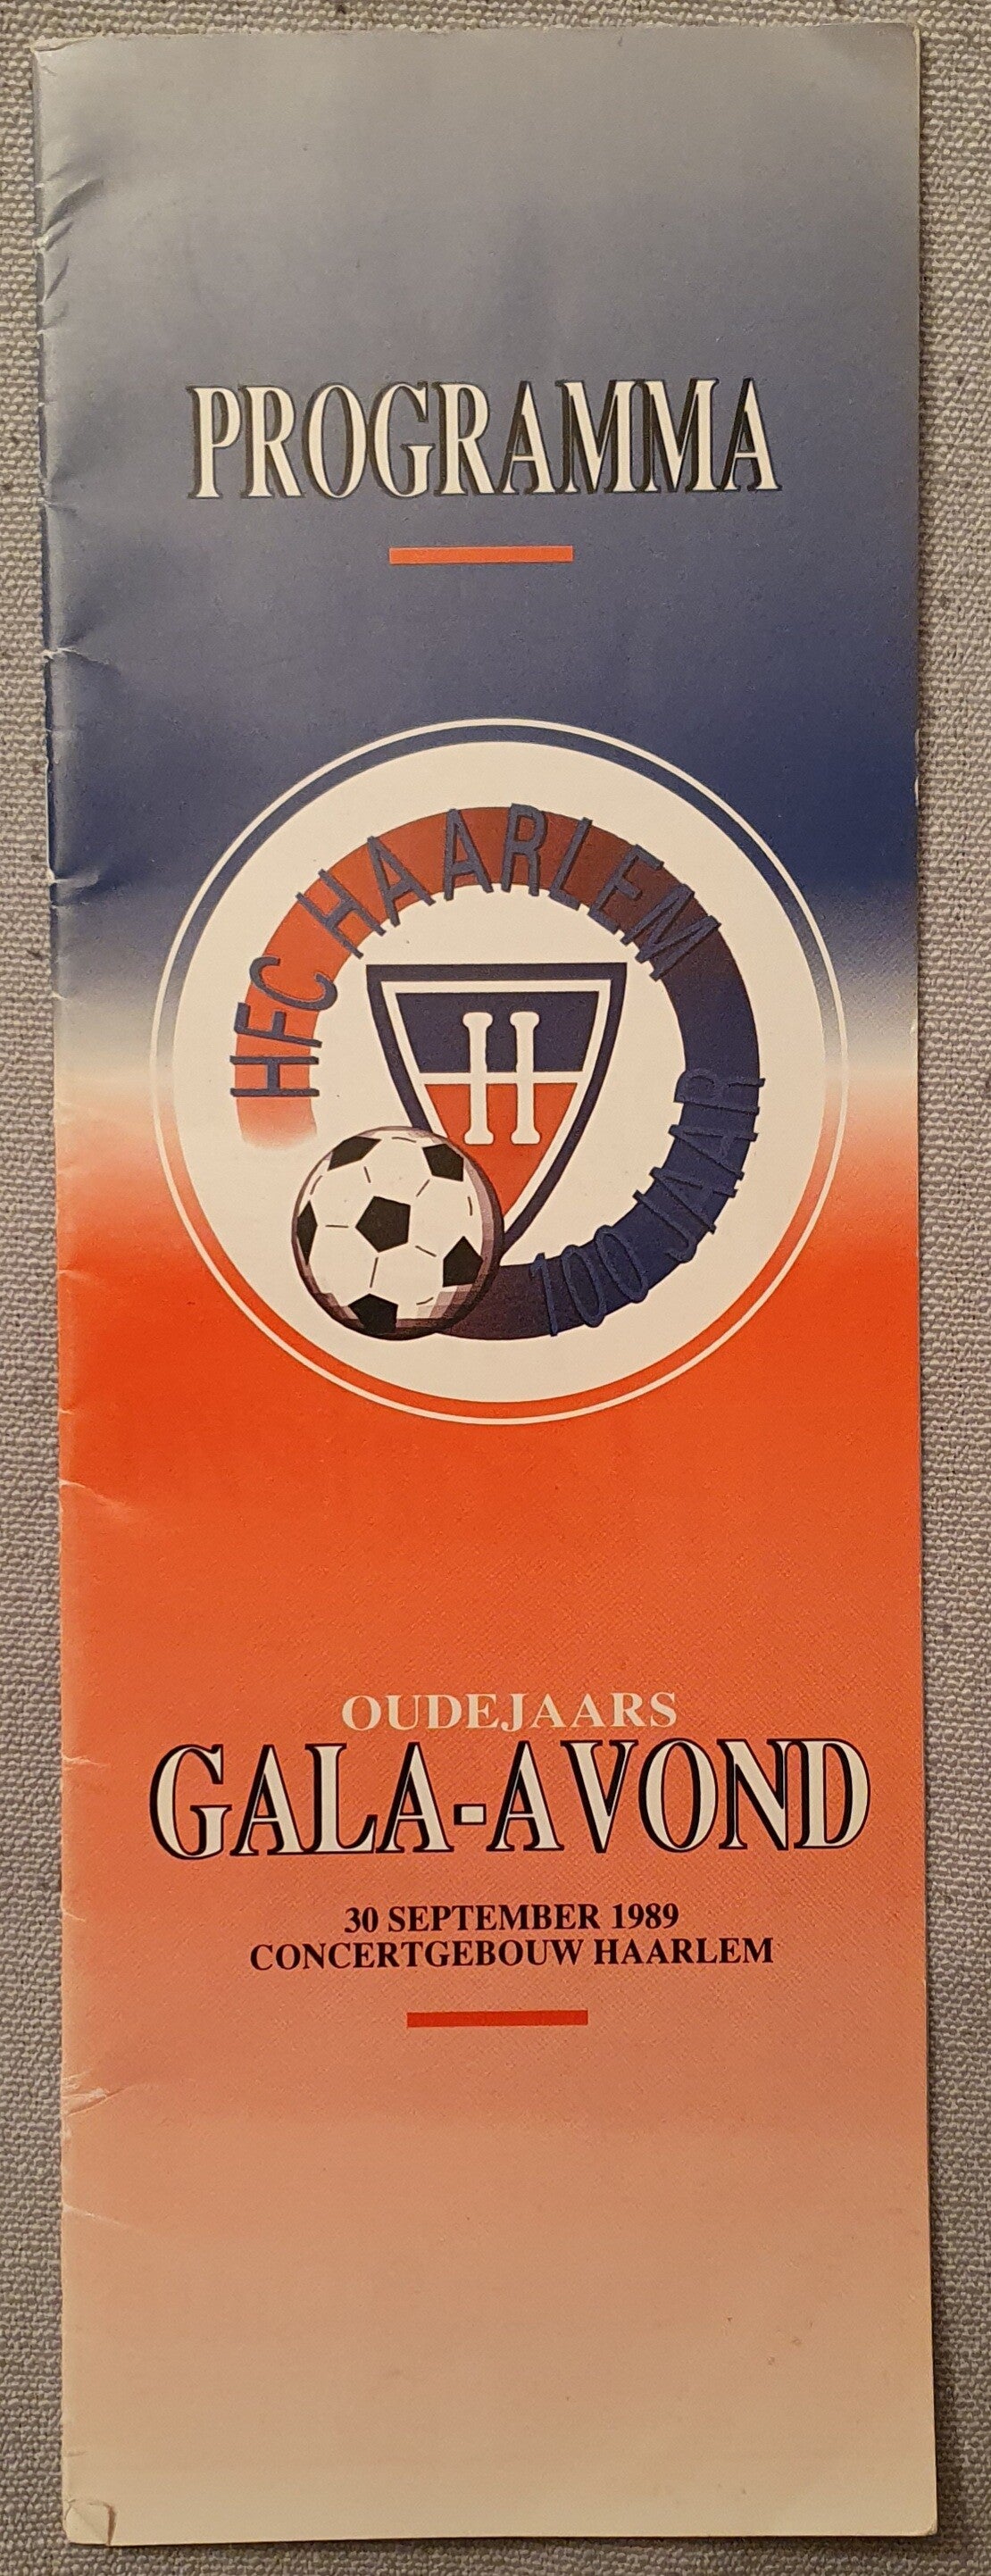 PROGRAMMA
HFC HAARLEM
H
100 JAAR
OUDEJAARS
GALA-AVOND
30 SEPTEMBER 1989
CONCERTGEBOUW HAARLEM